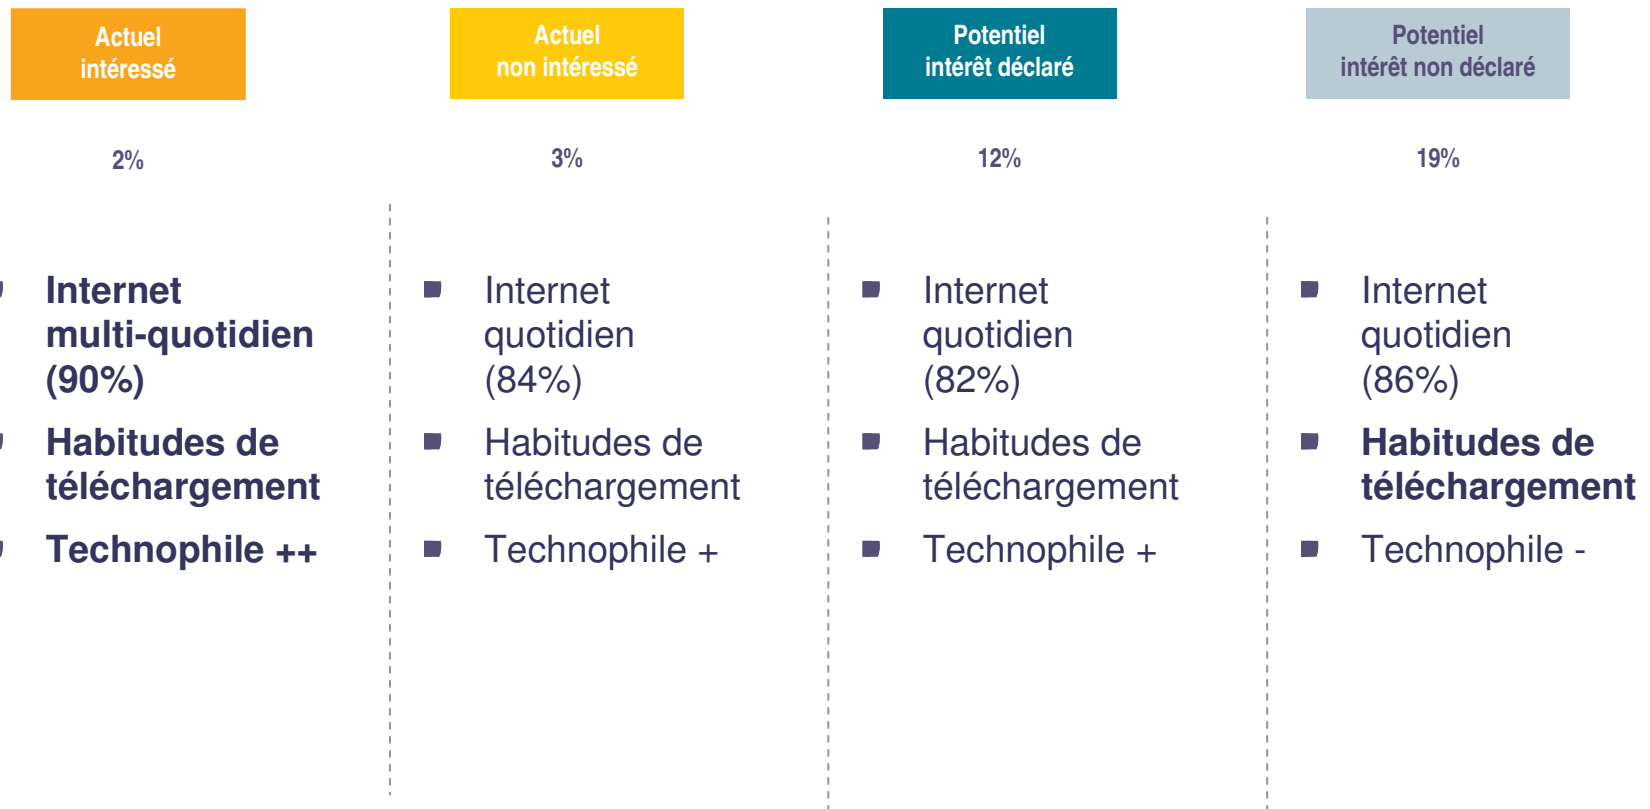 Actuel
intéressé
2%
Internet
multi-quotidien
(90%)
Habitudes de
téléchargement
Technophile ++
Actuel
non intéressé
3%
Internet
quotidien
(84%)
Habitudes de
téléchargement
Technophile +
Potentiel
intérêt déclaré
12%
Internet
quotidien
(82%)
Habitudes de
téléchargement
Technophile +
Potentiel
intérêt non déclaré
19%
Internet
quotidien
(86%)
Habitudes de
téléchargement
Technophile -